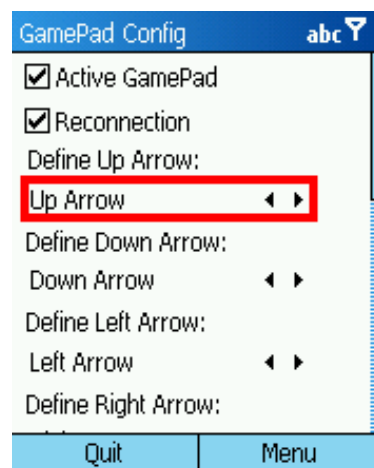 GamePad Config abc
Active GamePad
Reconnection
Define Up Arrow:
Up Arrow
Define Down Arrow:
Down Arrow
Define Left Arrow:
Left Arrow
Define Right Arrow:
Quit Menu